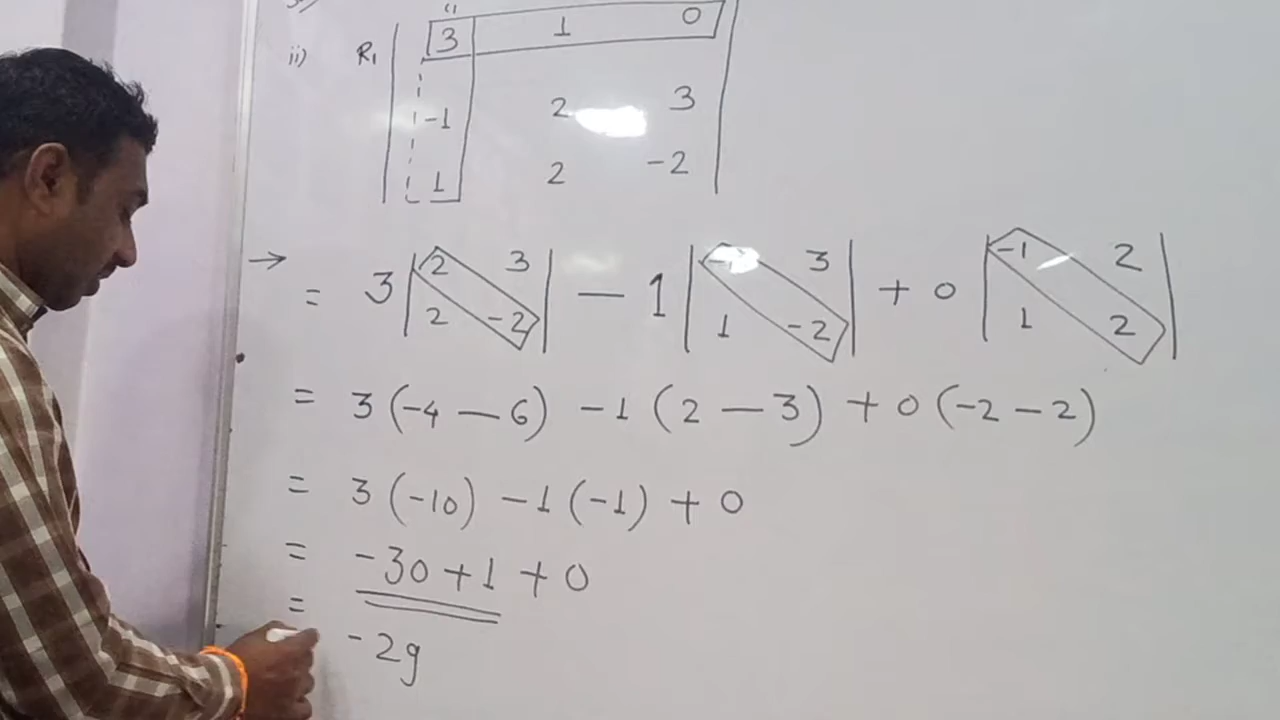 ii) R₁ | 3 1 0 |
| -1 2 3 |
| 1 2 -2 |
→ = 3 | 2 3 | - 1 | -1 3 | + 0 | -1 2 |
| 2 -2 | | 1 -2 | | 1 2 |
= 3 (-4 - 6) - 1 (2 - 3) + 0 (-2 - 2)
= 3 (-10) - 1 (-1) + 0
= -30 + 1 + 0
= -29